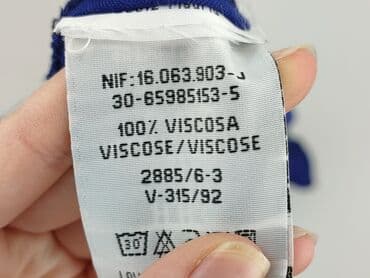 NIF:16.063.903-J
30-65985153-5
100% VISCOSA
VISCOSE/VISCOSE
2885/6-3
V-315/92
30